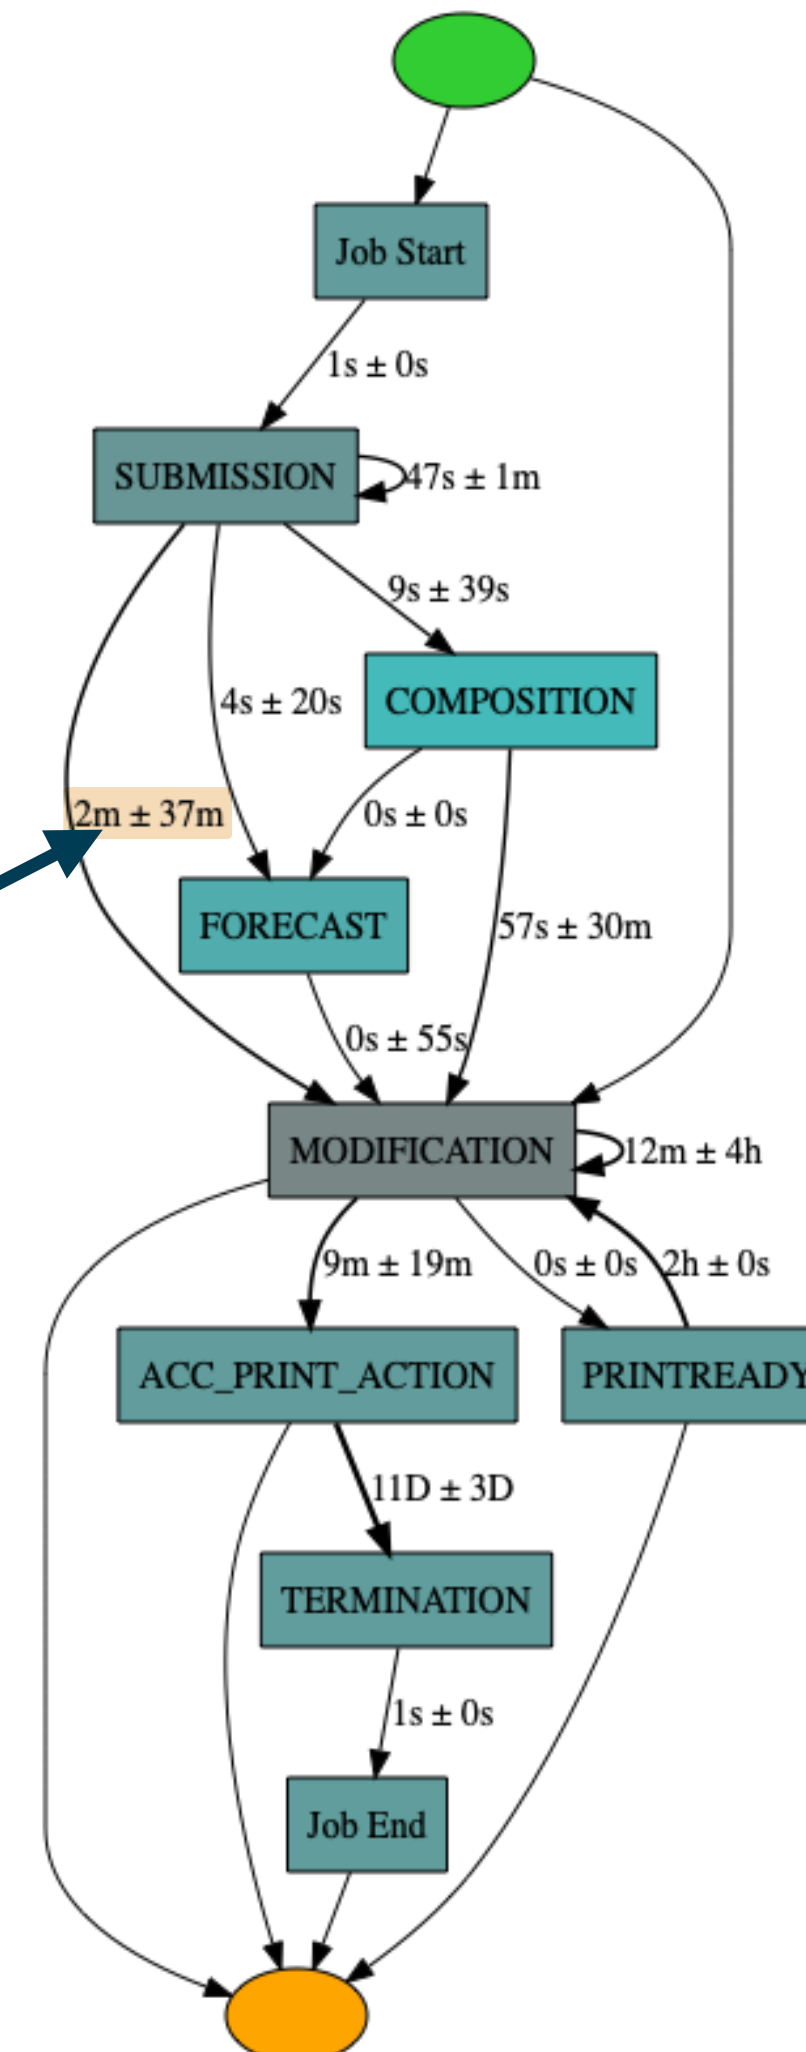 Job Start
1s ± 0s
SUBMISSION
47s ± 1m
9s ± 39s
4s ± 20s
COMPOSITION
2m ± 37m
0s ± 0s
FORECAST
57s ± 30m
0s ± 55s
MODIFICATION
12m ± 4h
9m ± 19m
0s ± 0s
2h ± 0s
ACC_PRINT_ACTION
PRINTREADY
11D ± 3D
TERMINATION
1s ± 0s
Job End